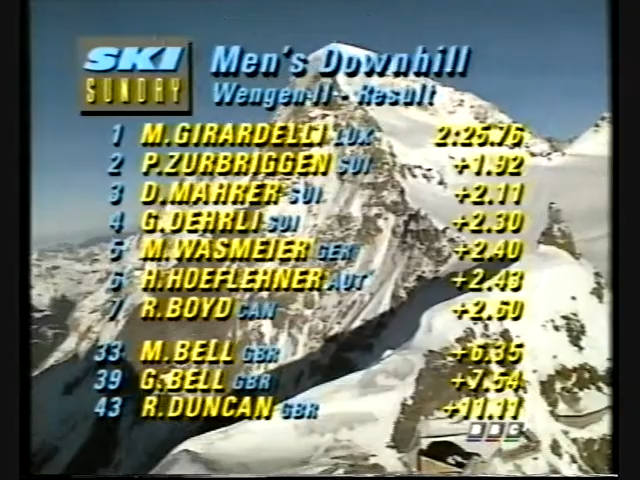 SKI SUNDAY
Men's Downhill
Wengen II - Result
1 M.GIRARDELLI LUX 2:25.76
2 P.ZURBRIGGEN SUI +1.92
3 D.MAHRER SUI +2.11
4 G.OEHRLI SUI +2.30
5 M.WASMEIER GER +2.40
6 H.HOEFLEHNER AUT +2.43
7 R.BOYD CAN +2.60
33 M.BELL GBR +6.35
39 G.BELL GBR +7.54
43 R.DUNCAN GBR +11.11
BBC